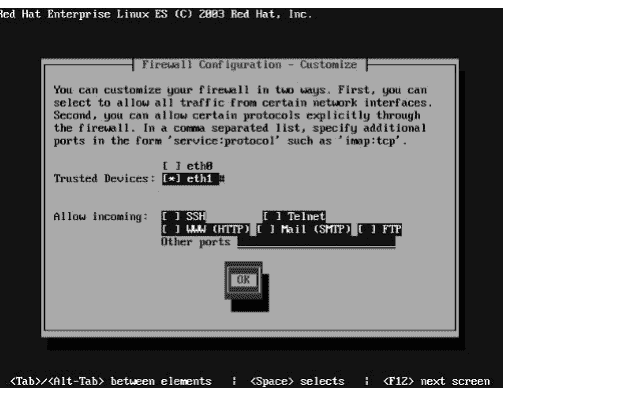 Red Hat Enterprise Linux ES (C) 2003 Red Hat, Inc.
Firewall Configuration - Customize
You can customize your firewall in two ways. First, you can
select to allow all traffic from certain network interfaces.
Second, you can allow certain protocols explicitly through
the firewall. In a comma separated list, specify additional
ports in the form 'service:protocol' such as 'imap:tcp'.
[ ] eth0
Trusted Devices: [*] eth1 #
Allow incoming: [ ] SSH [ ] Telnet
[ ] WWW (HTTP) [ ] Mail (SMTP) [ ] FTP
Other ports
OK
<Tab>/<Alt-Tab> between elements | <Space> selects | <F12> next screen